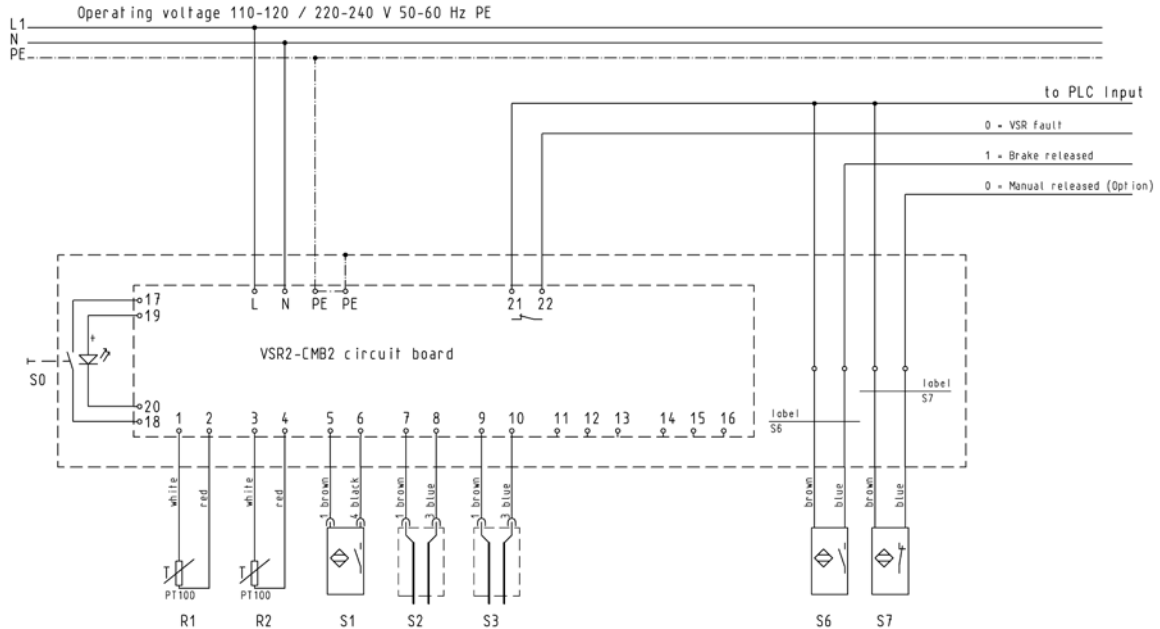 Operating voltage 110-120 / 220-240 V 50-60 Hz PE
L1
N
PE
to PLC Input
0 = VSR fault
1 = Brake released
0 = Manual released (Option)
L N PE PE 21 22
17
19
VSR2-CMB2 circuit board
S0
20
18
1 2 3 4 5 6 7 8 9 10 11 12 13 14 15 16
label
S6
label
S7
white red white red 1 brown 4 black 1 brown 3 blue 1 brown 3 blue brown blue brown blue
T T
PT100 PT100
R1 R2 S1 S2 S3 S6 S7